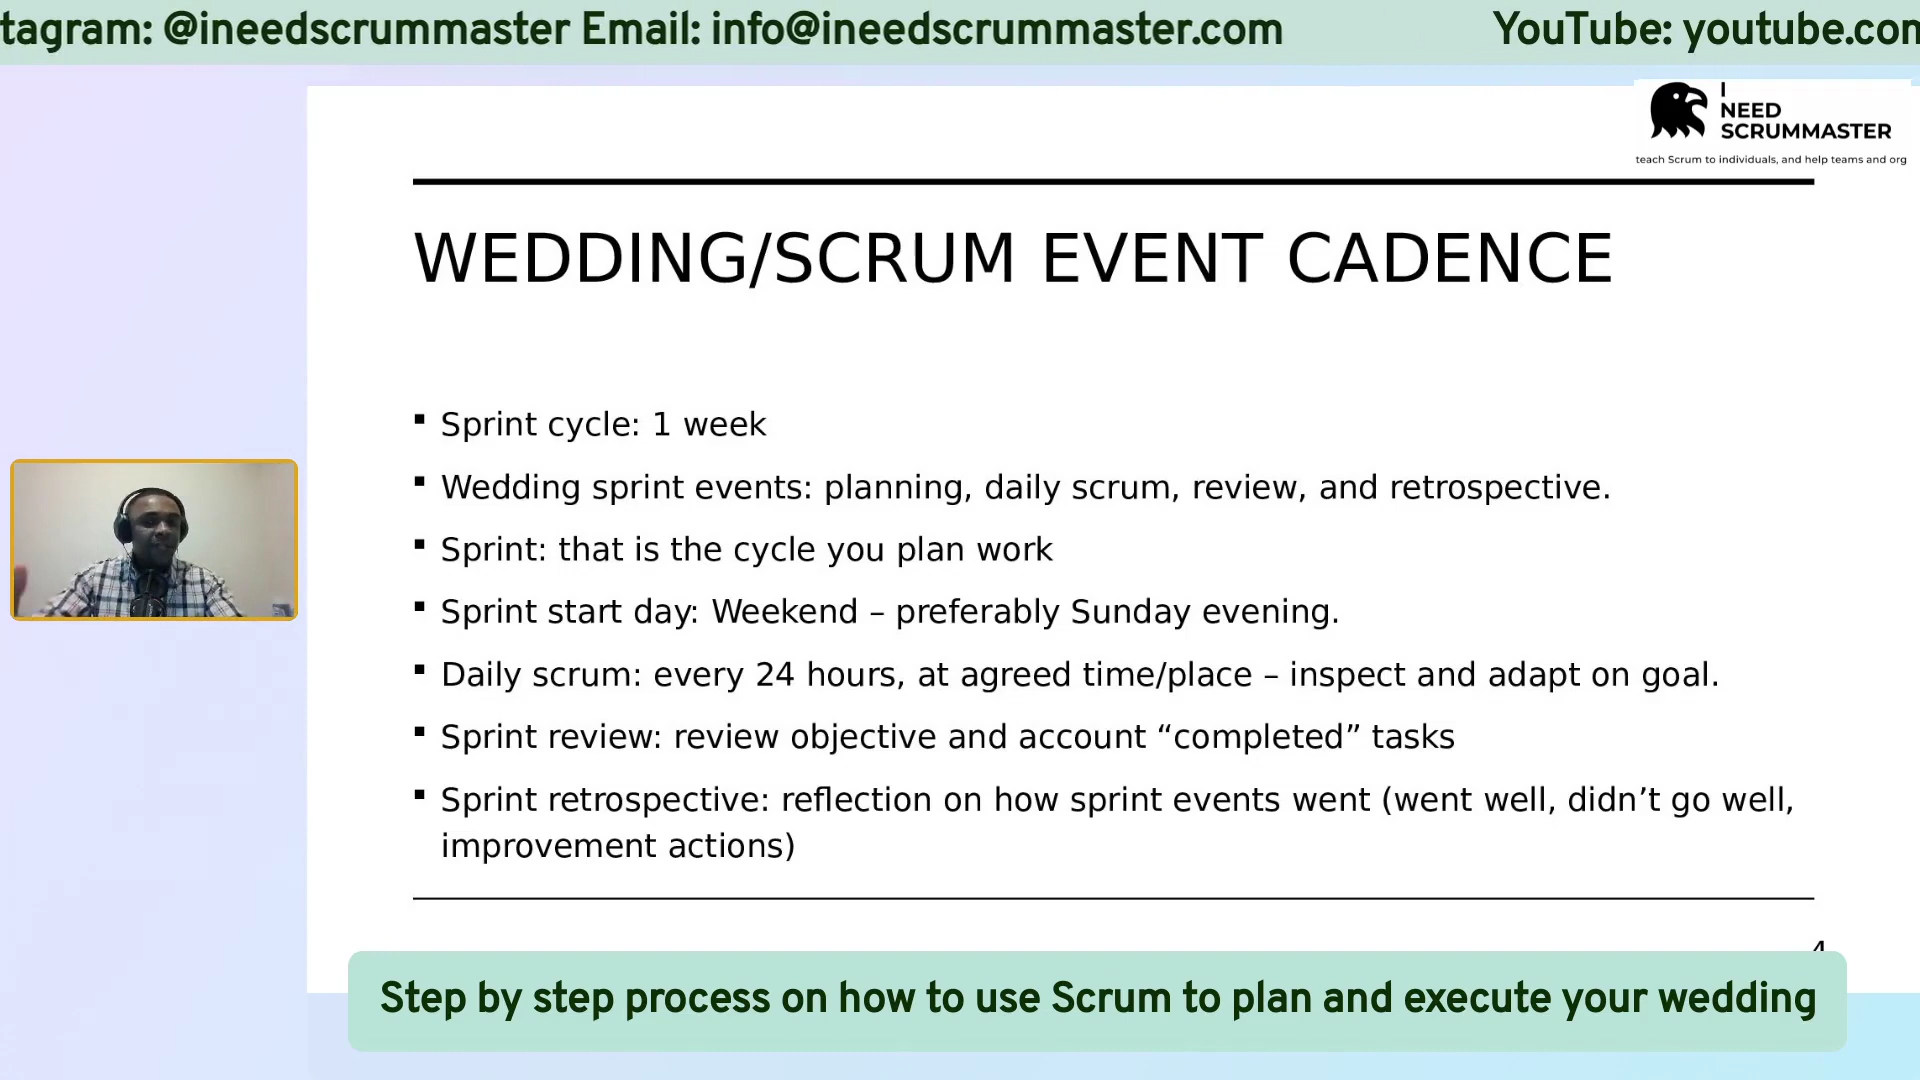 tagram: @ineedscrummaster Email: info@ineedscrummaster.com YouTube: youtube.com
I
NEED
SCRUMMASTER
teach Scrum to individuals, and help teams and org
WEDDING/SCRUM EVENT CADENCE
▪ Sprint cycle: 1 week
▪ Wedding sprint events: planning, daily scrum, review, and retrospective.
▪ Sprint: that is the cycle you plan work
▪ Sprint start day: Weekend – preferably Sunday evening.
▪ Daily scrum: every 24 hours, at agreed time/place – inspect and adapt on goal.
▪ Sprint review: review objective and account “completed” tasks
▪ Sprint retrospective: reflection on how sprint events went (went well, didn’t go well,
improvement actions)
4
Step by step process on how to use Scrum to plan and execute your wedding